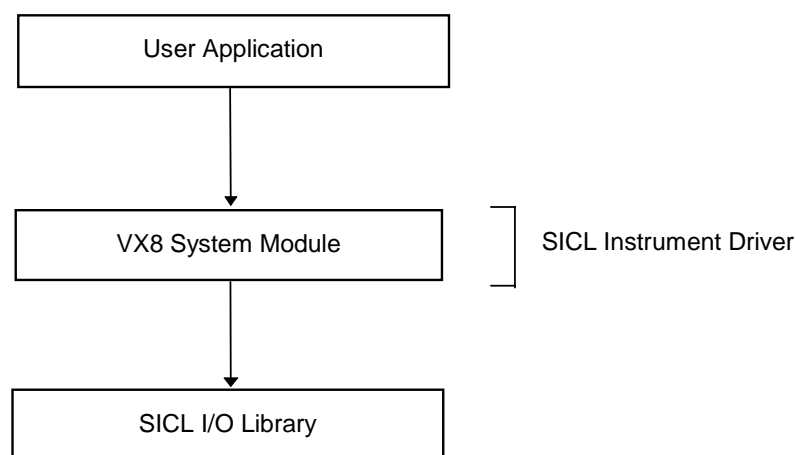 User Application
VX8 System Module
SICL Instrument Driver
SICL I/O Library